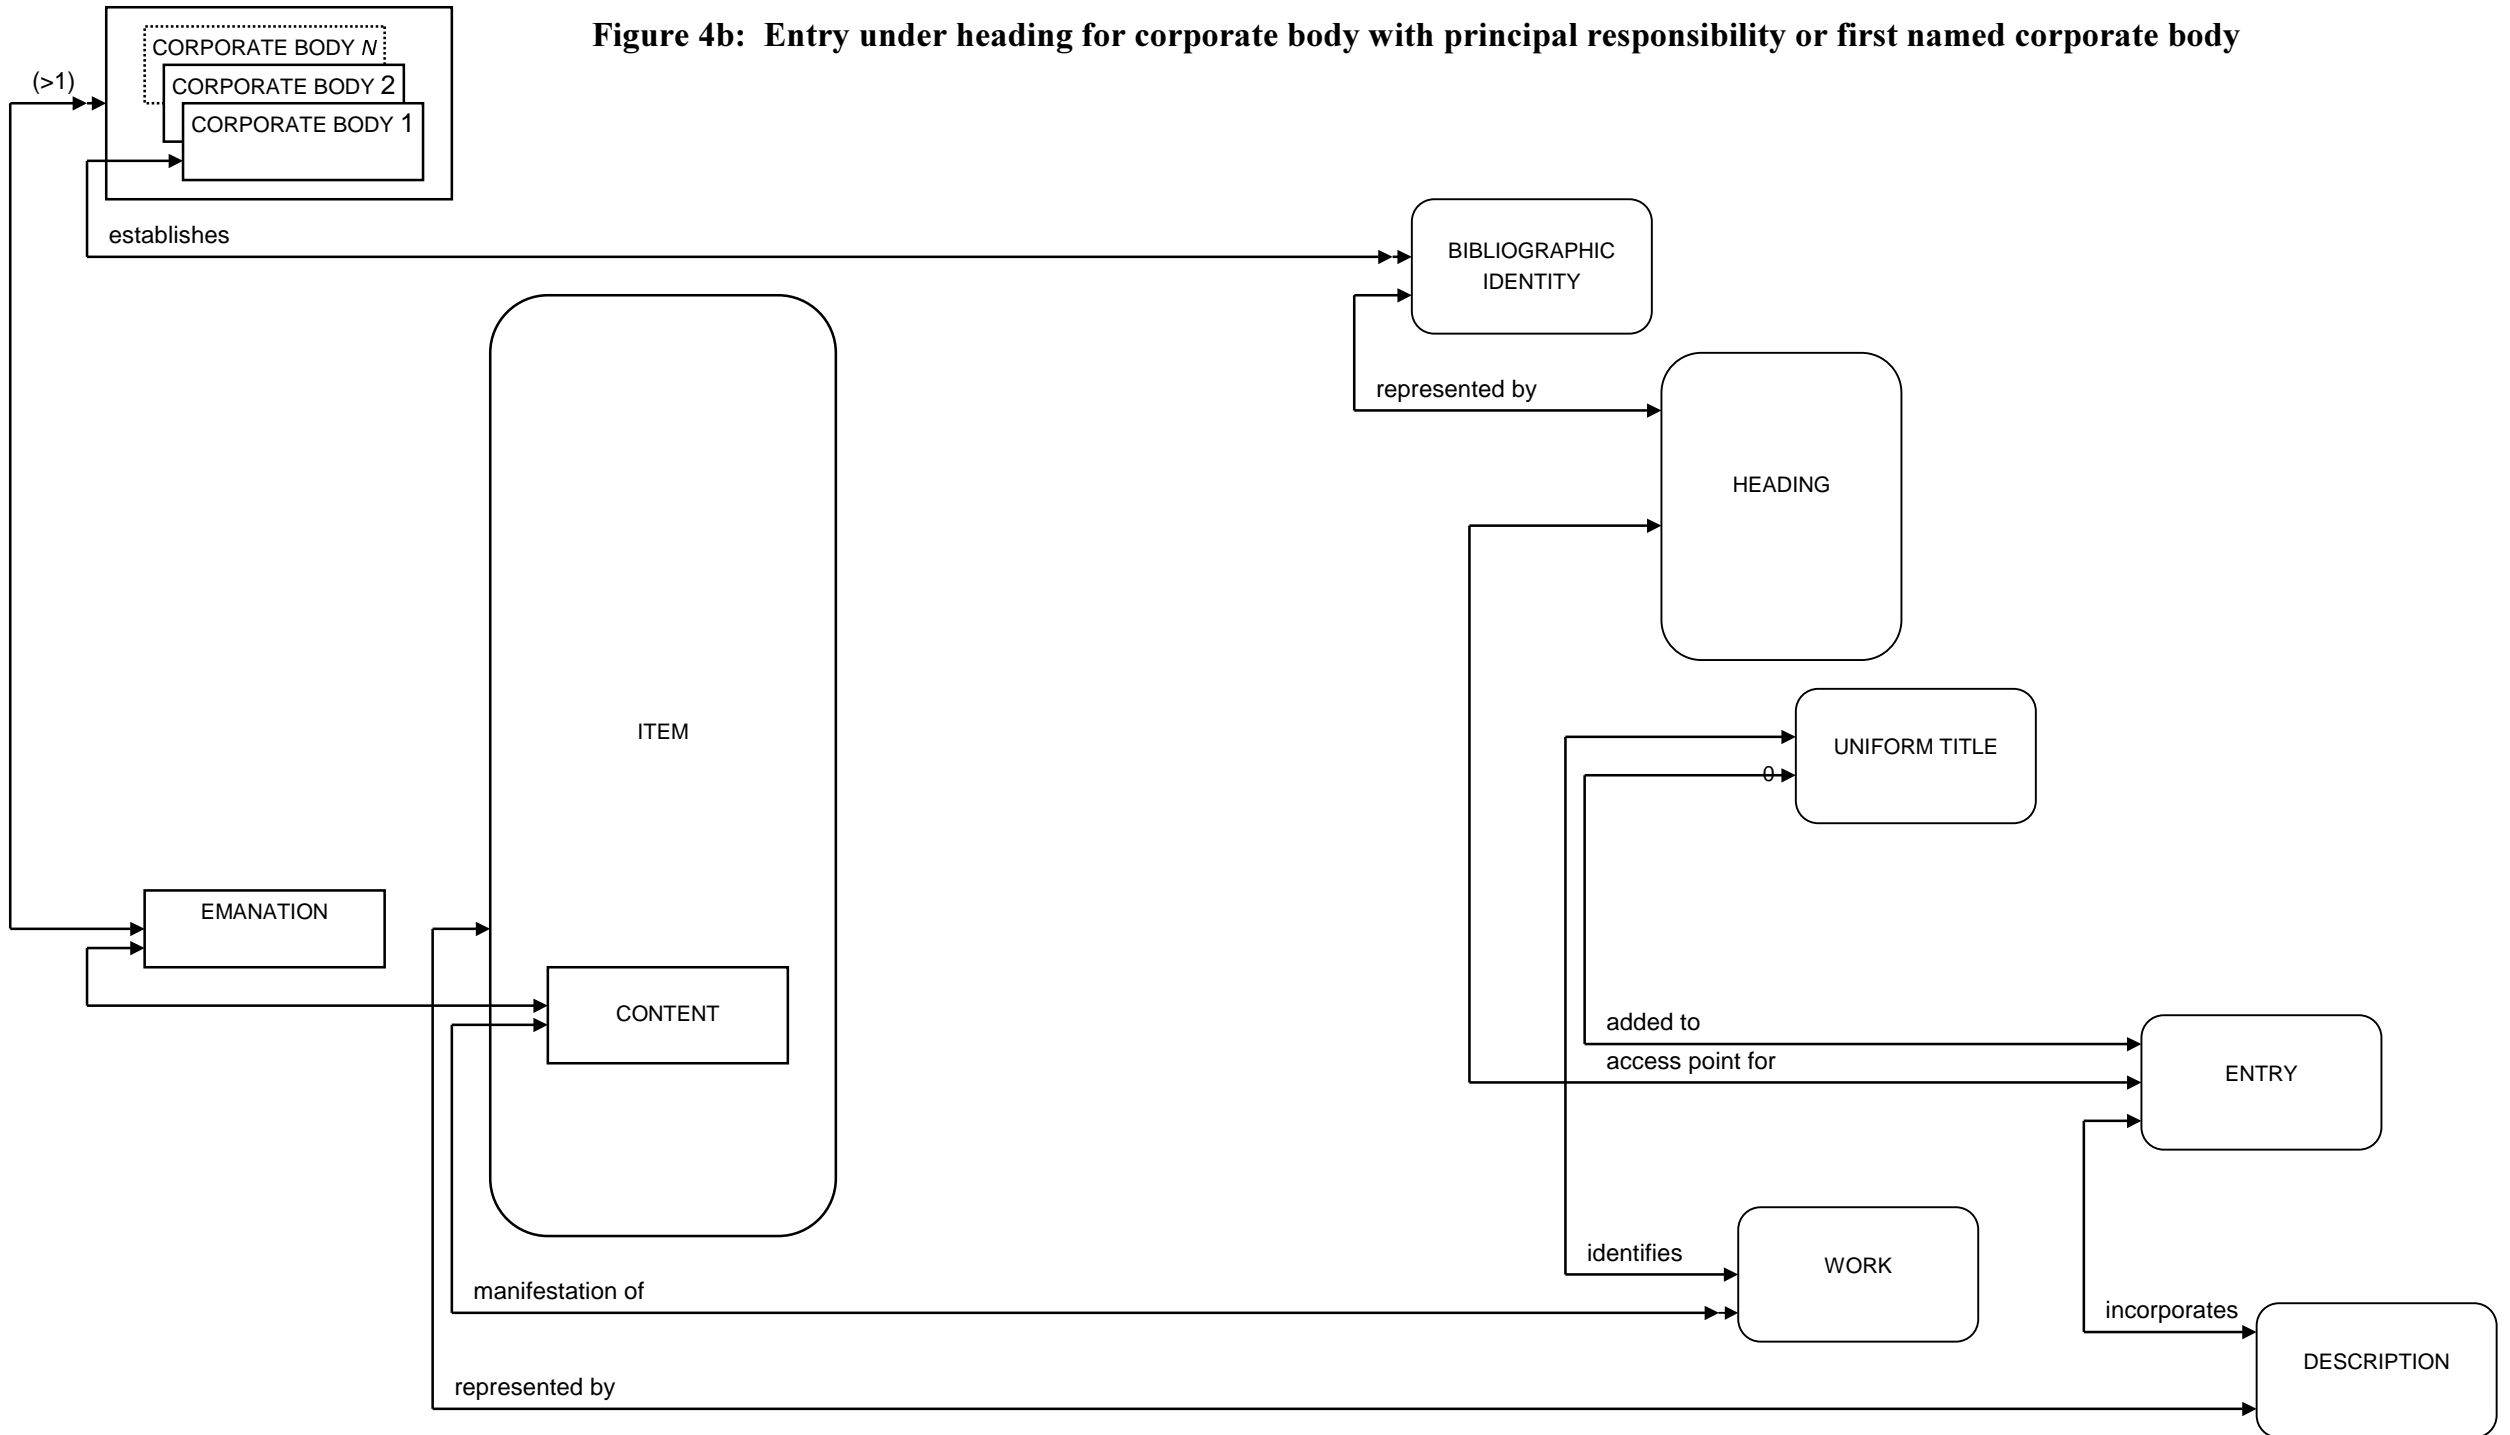 Figure 4b: Entry under heading for corporate body with principal responsibility or first named corporate body
CORPORATE BODY N
(>1)
CORPORATE BODY 2
CORPORATE BODY 1
establishes
BIBLIOGRAPHIC
IDENTITY
represented by
HEADING
ITEM
UNIFORM TITLE
0
EMANATION
CONTENT
added to
access point for
ENTRY
identifies
WORK
manifestation of
incorporates
DESCRIPTION
represented by